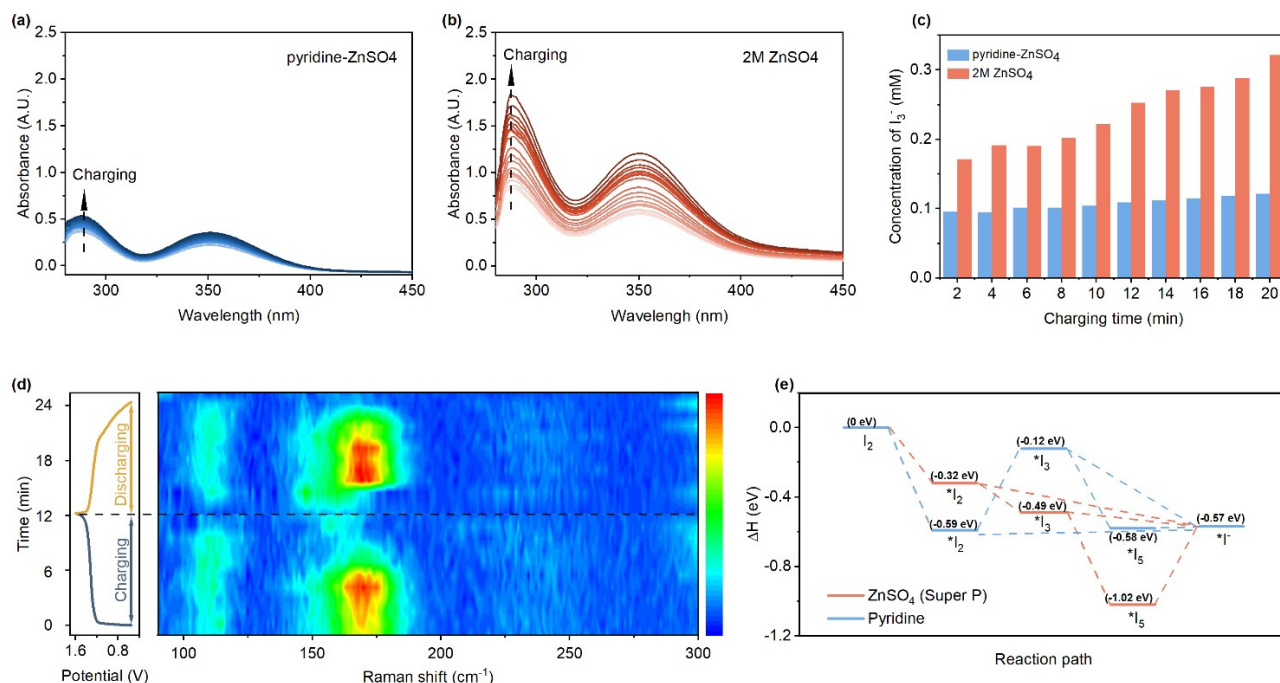 (a)
pyridine-ZnSO4
Charging
Absorbance (A.U.)
2.5
2.0
1.5
1.0
0.5
0.0
300
350
400
450
Wavelength (nm)
(b)
2M ZnSO4
Charging
Absorbance (A.U.)
2.5
2.0
1.5
1.0
0.5
0.0
300
350
400
450
Wavelength (nm)
(c)
pyridine-ZnSO₄
2M ZnSO₄
Concentration of I₃⁻ (mM)
0.3
0.2
0.1
0.0
2 4 6 8 10 12 14 16 18 20
Charging time (min)
(d)
Time (min)
24
18
12
6
0
Discharging
Charging
1.6 0.8
Potential (V)
100 150 200 250 300
Raman shift (cm⁻¹)
(e)
ΔH (eV)
0.0
-0.4
-0.8
-1.2
(0 eV)
I₂
(-0.32 eV)
*I₂
(-0.59 eV)
*I₂
(-0.12 eV)
*I₃
(-0.49 eV)
*I₃
(-0.58 eV)
*I₅
(-1.02 eV)
*I₅
(-0.57 eV)
*I⁻
ZnSO₄ (Super P)
Pyridine
Reaction path